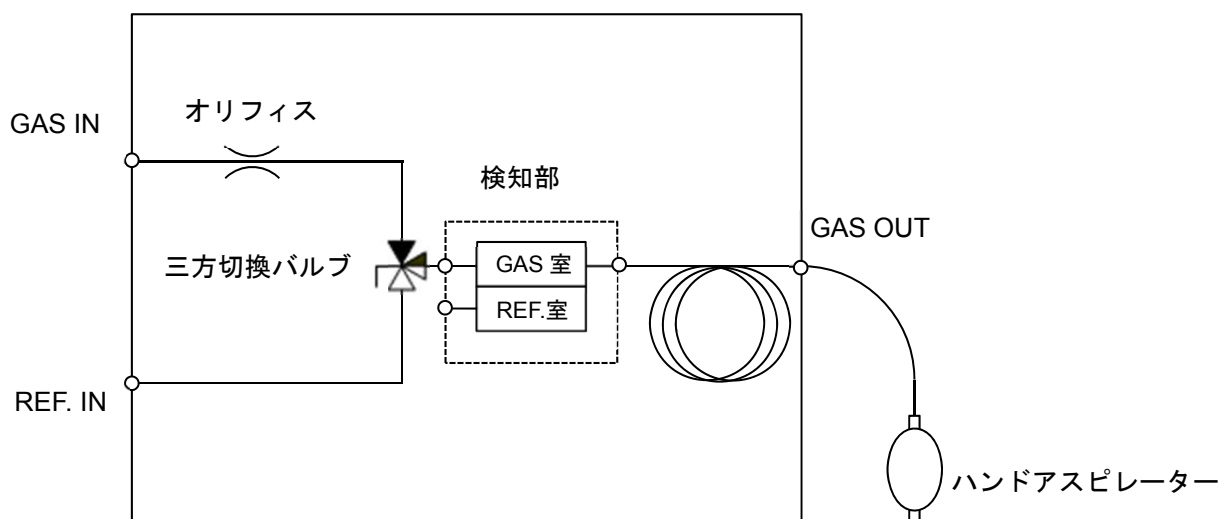 オリフィス
GAS IN
検知部
GAS OUT
三方切換バルブ
GAS 室
REF.室
REF. IN
ハンドアスピレーター